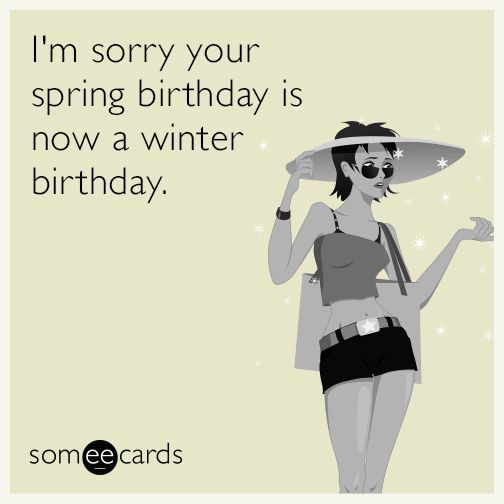 I'm sorry your
spring birthday is
now a winter
birthday.
someecards